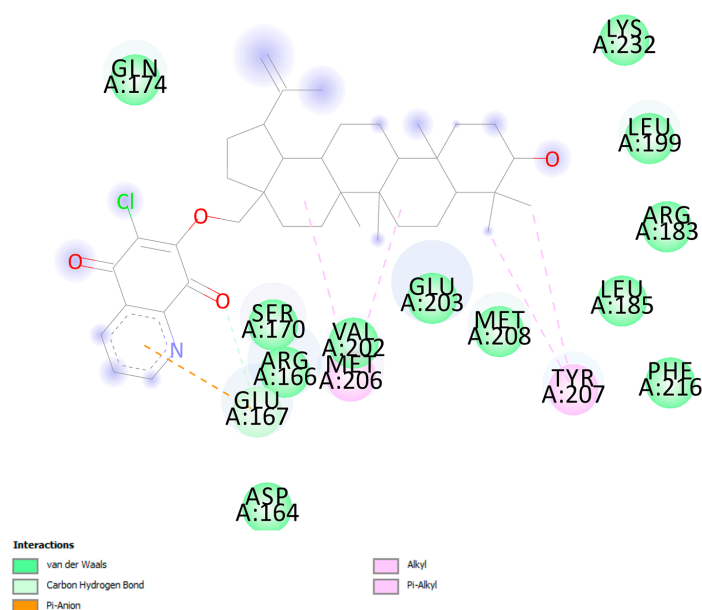 LYS
A:232
GLN
A:174
LEU
A:199
O
Cl
O
ARG
A:183
O
O
GLU
A:203
LEU
A:185
SER
A:170
MET
A:208
VAL
A:202
N
ARG
A:166
MET
A:206
TYR
A:207
PHE
A:216
GLU
A:167
ASP
A:164
Interactions
van der Waals
Carbon Hydrogen Bond
Pi-Anion
Alkyl
Pi-Alkyl